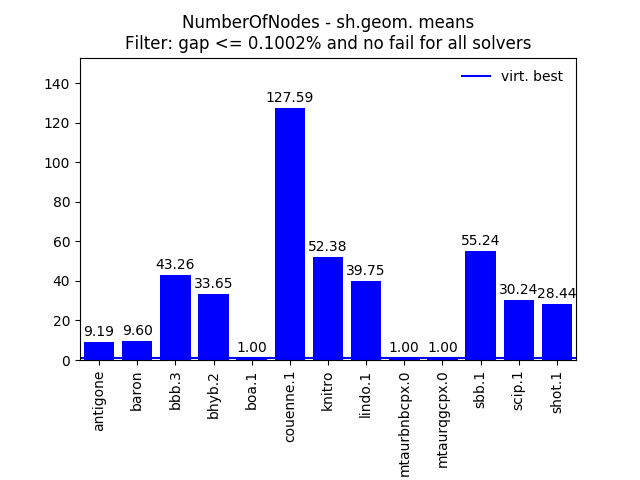 NumberOfNodes - sh.geom. means
Filter: gap <= 0.1002% and no fail for all solvers
virt. best
140
120
100
80
60
40
20
0
9.19
9.60
43.26
33.65
1.00
127.59
52.38
39.75
1.00
1.00
55.24
30.24
28.44
antigone
baron
bbb.3
bhyb.2
boa.1
couenne.1
knitro
lindo.1
mtaurbnbcpx.0
mtaurqgcpx.0
sbb.1
scip.1
shot.1